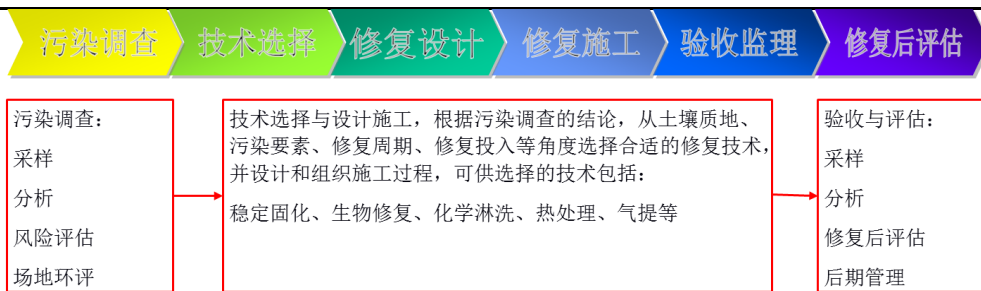 污染调查
技术选择
修复设计
修复施工
验收监理
修复后评估
污染调查：
采样
分析
风险评估
场地环评
技术选择与设计施工，根据污染调查的结论，从土壤质地、
污染要素、修复周期、修复投入等角度选择合适的修复技术，
并设计和组织施工过程，可供选择的技术包括：
稳定固化、生物修复、化学淋洗、热处理、气提等
验收与评估：
采样
分析
修复后评估
后期管理